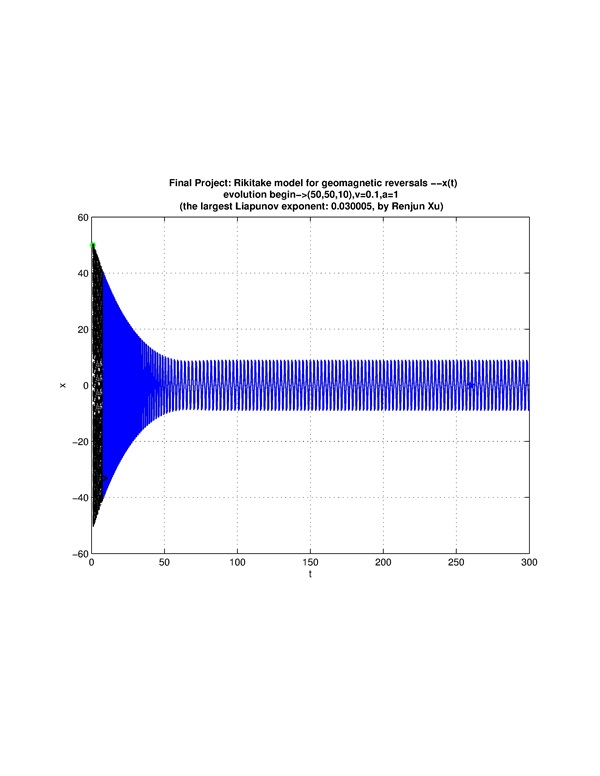 Final Project: Rikitake model for geomagnetic reversals −−x(t)
evolution begin−>(50,50,10),v=0.1,a=1
(the largest Liapunov exponent: 0.030005, by Renjun Xu)
60
40
20
0
−20
−40
−60
x
0 50 100 150 200 250 300
t